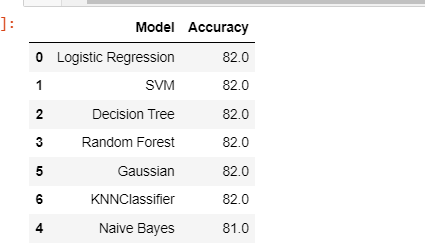 ]:
Model Accuracy
0 Logistic Regression 82.0
1 SVM 82.0
2 Decision Tree 82.0
3 Random Forest 82.0
5 Gaussian 82.0
6 KNNClassifier 82.0
4 Naive Bayes 81.0